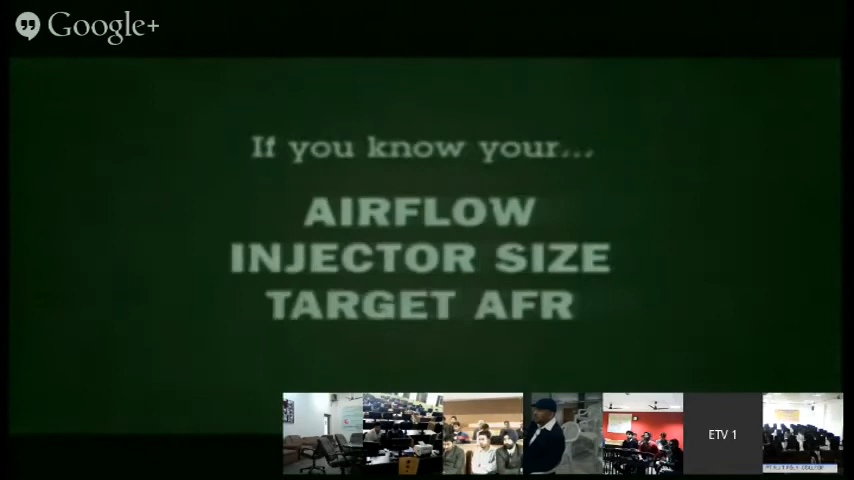 Google+
If you know your...
AIRFLOW
INJECTOR SIZE
TARGET AFR
ETV 1